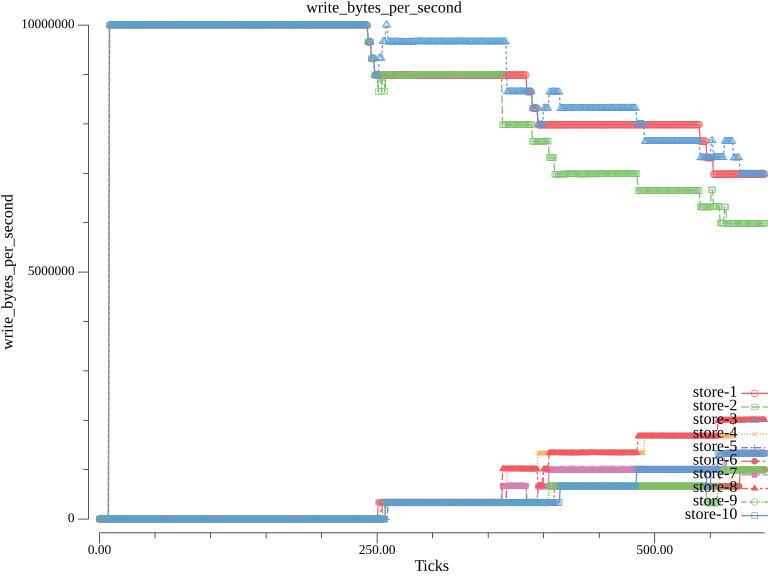 write_bytes_per_second
10000000
5000000
0
write_bytes_per_second
0.00
250.00
500.00
Ticks
store-1
store-2
store-3
store-4
store-5
store-6
store-7
store-8
store-9
store-10